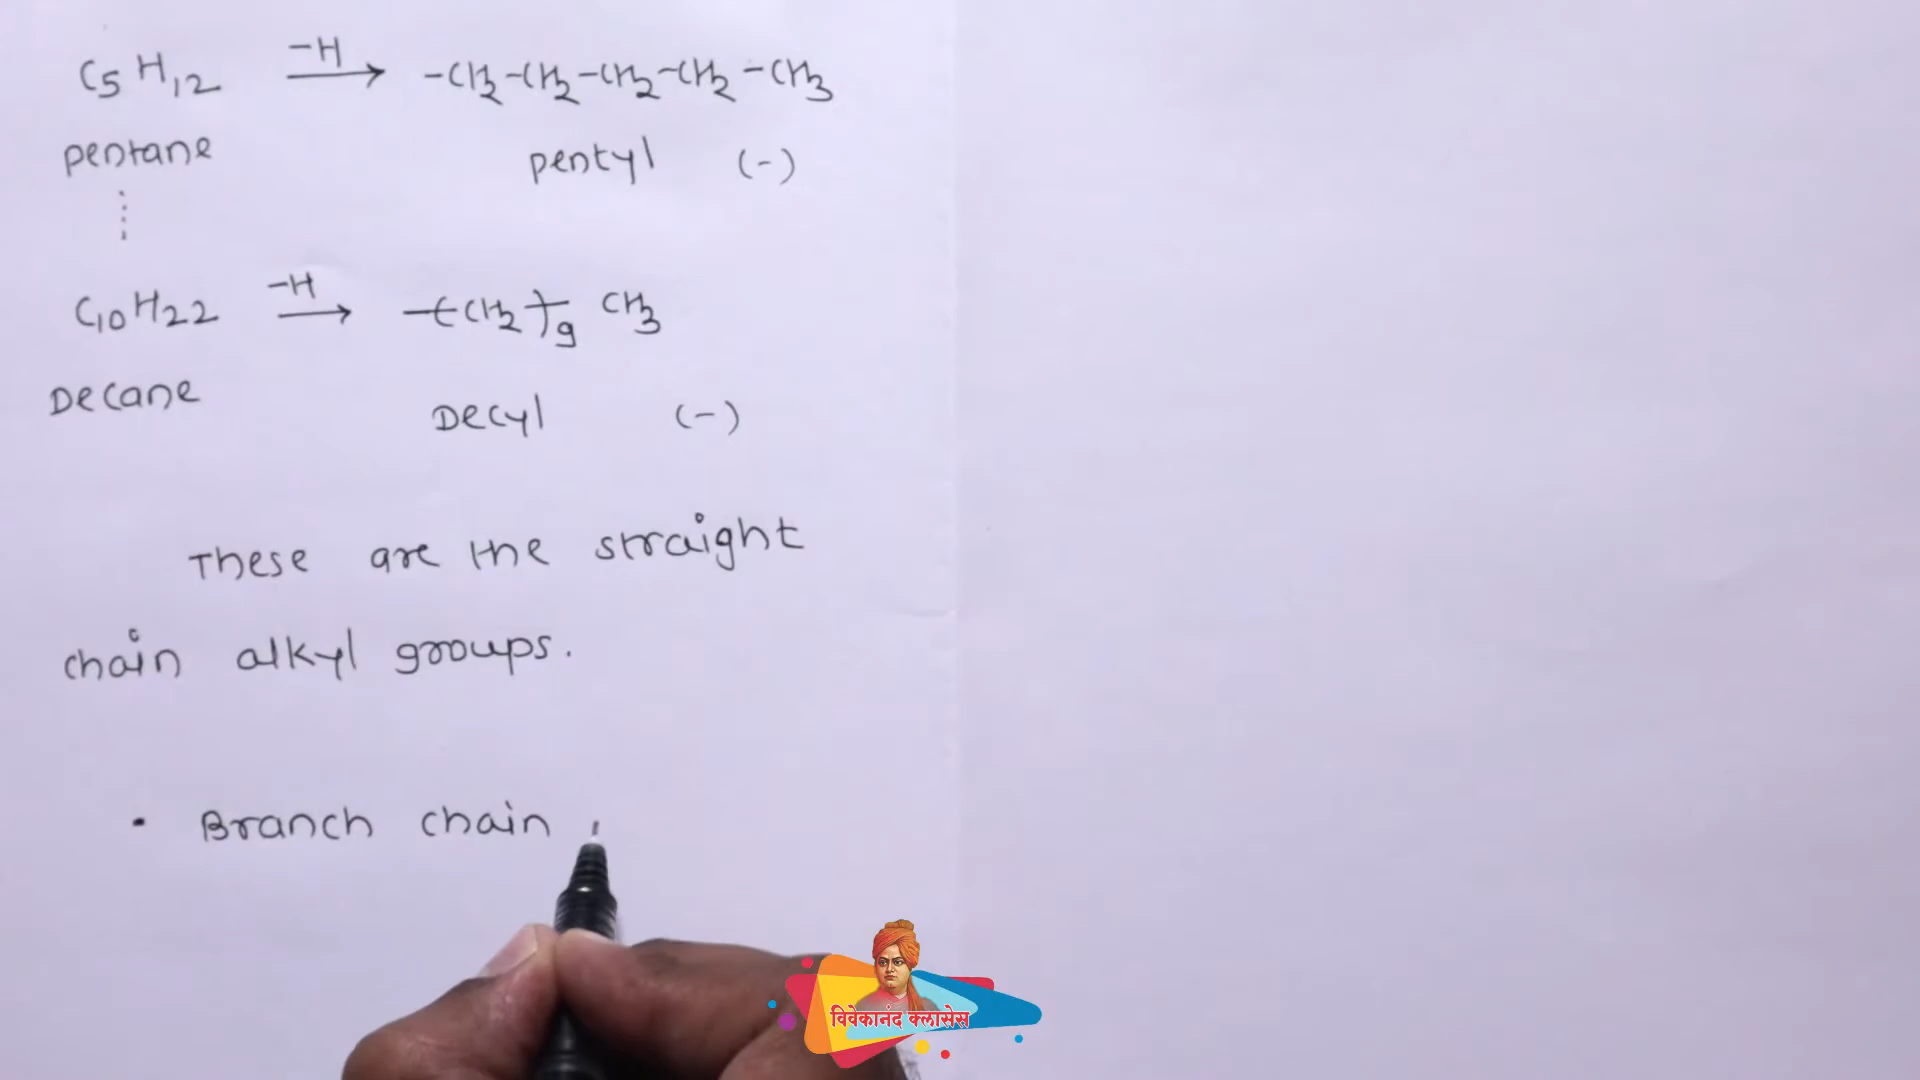 C5H12 -H → -CH2-CH2-CH2-CH2-CH3
pentane pentyl (-)
C10H22 -H → -(CH2)9 CH3
Decane Decyl (-)
These are the straight
chain alkyl groups.
• Branch chain
विवेकानंद क्लासेस